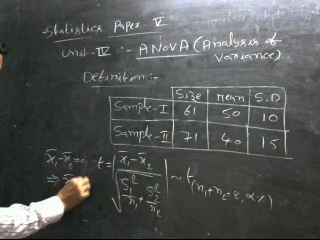 Statistics Paper-V
Unit-IV :- ANOVA (Analysis of Variance)
Definition :-
Size Mean S.D
Sample-I 61 50 10
Sample-II 71 40 15
x̄₁-x̄₂= t = | x̄₁-x̄₂ / √(S₁²/n₁ + S₂²/n₂) | ~ t(n₁+n₂-2, α%)
⇒